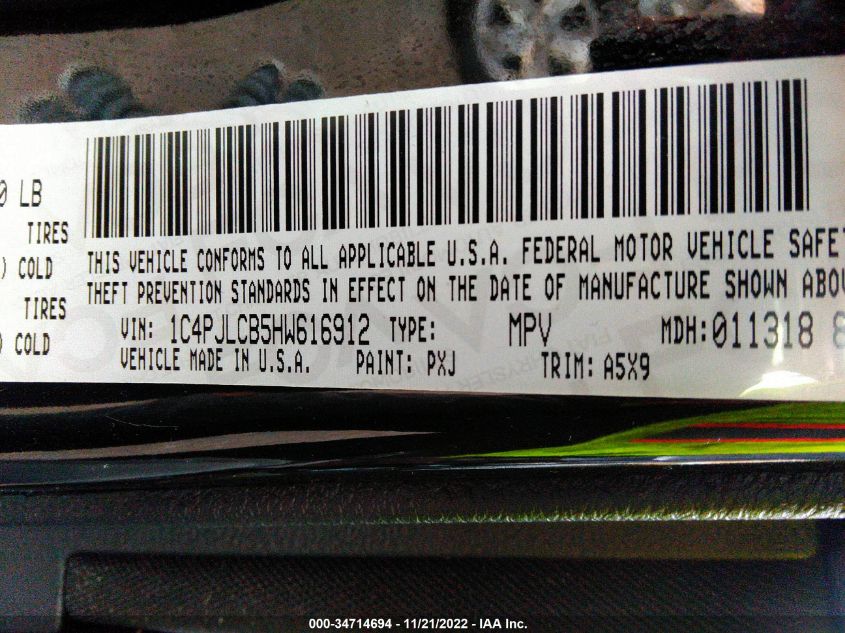 0 LB
TIRES
) COLD
TIRES
) COLD
THIS VEHICLE CONFORMS TO ALL APPLICABLE U.S.A. FEDERAL MOTOR VEHICLE SAFET
THEFT PREVENTION STANDARDS IN EFFECT ON THE DATE OF MANUFACTURE SHOWN ABOV
VIN: 1C4PJLCB5HW616912 TYPE: MPV MDH: 011318 8
VEHICLE MADE IN U.S.A. PAINT: PXJ TRIM: A5X9
000-34714694 - 11/21/2022 - IAA Inc.